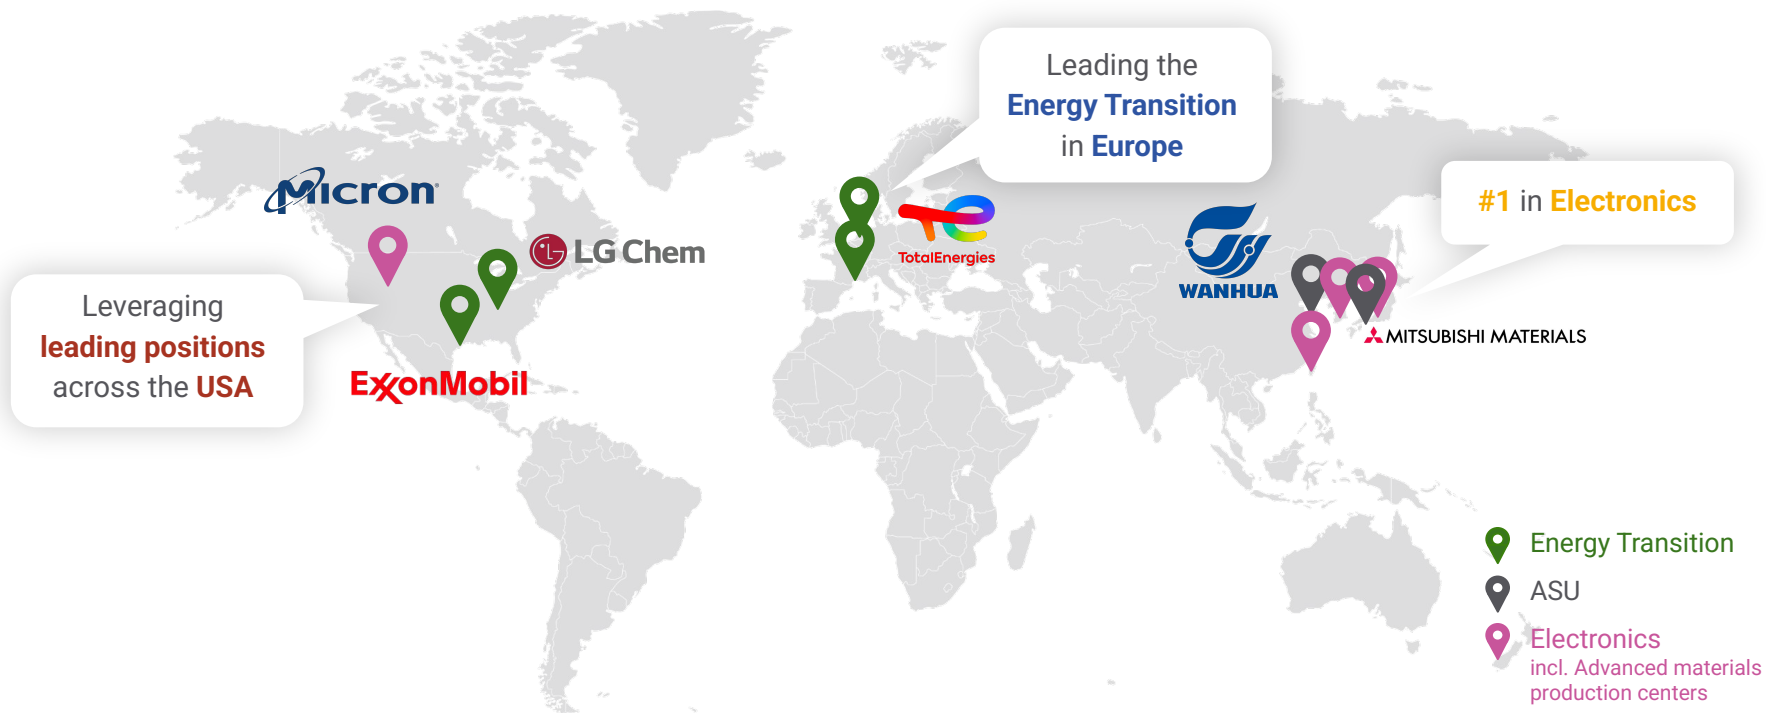 Leading the
Energy Transition
in Europe
Micron®
#1 in Electronics
LG Chem
TotalEnergies
WANHUA
Leveraging
leading positions
across the USA
MITSUBISHI MATERIALS
ExxonMobil
Energy Transition
ASU
Electronics
incl. Advanced materials
production centers